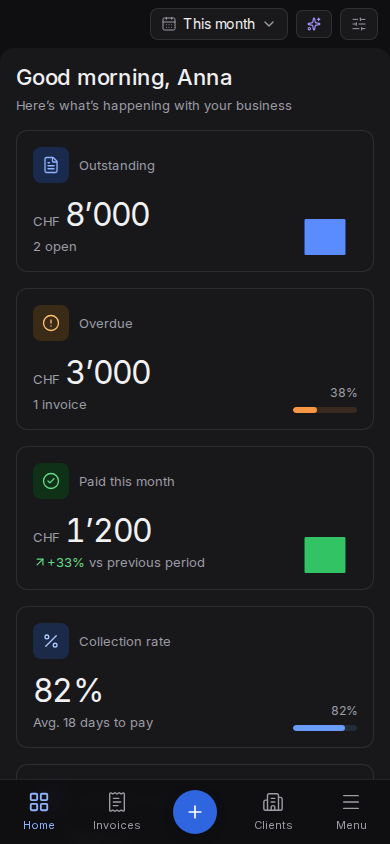 This month
Good morning, Anna
Here’s what’s happening with your business
Outstanding
CHF 8’000
2 open
Overdue
CHF 3’000
38%
1 invoice
Paid this month
CHF 1’200
+33% vs previous period
Collection rate
82%
82%
Avg. 18 days to pay
Home
Invoices
Clients
Menu